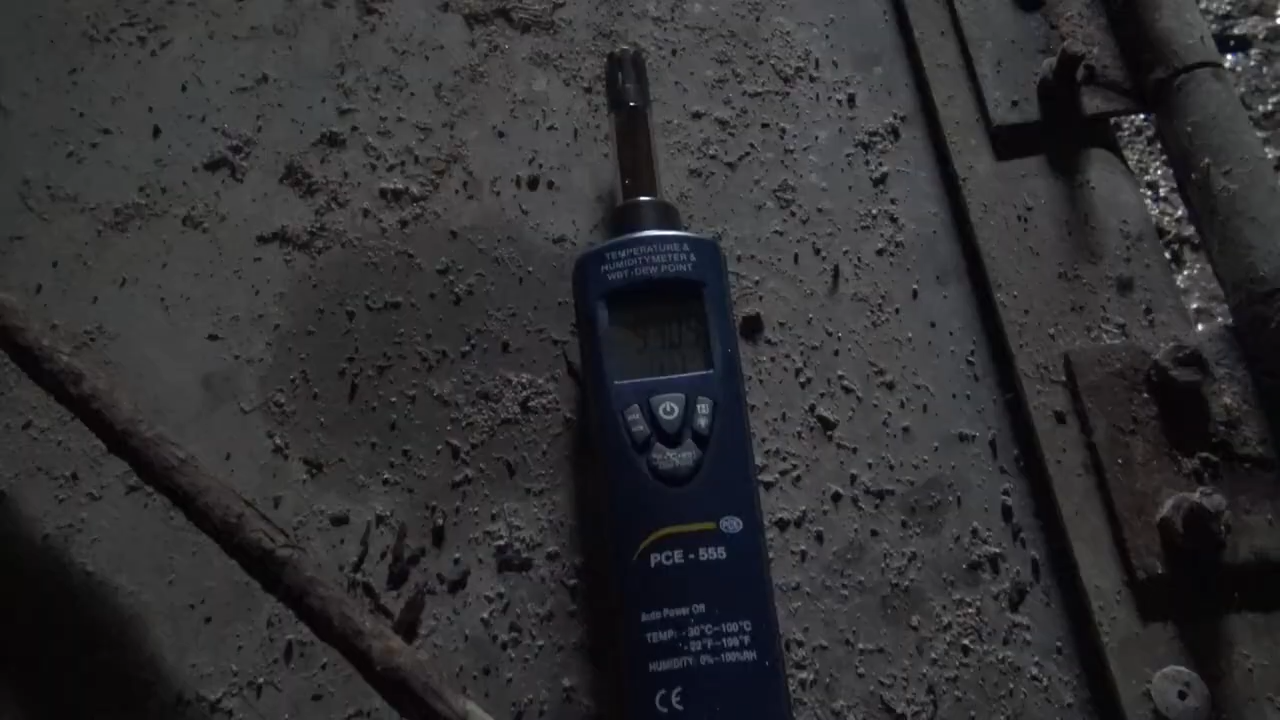 TEMPERATURE &
HUMIDITYMETER &
WBT-DEW POINT
PCE
PCE - 555
Auto Power Off
TEMP: -30°C~100°C
-22°F~199°F
HUMIDITY: 0%~100%RH
CE